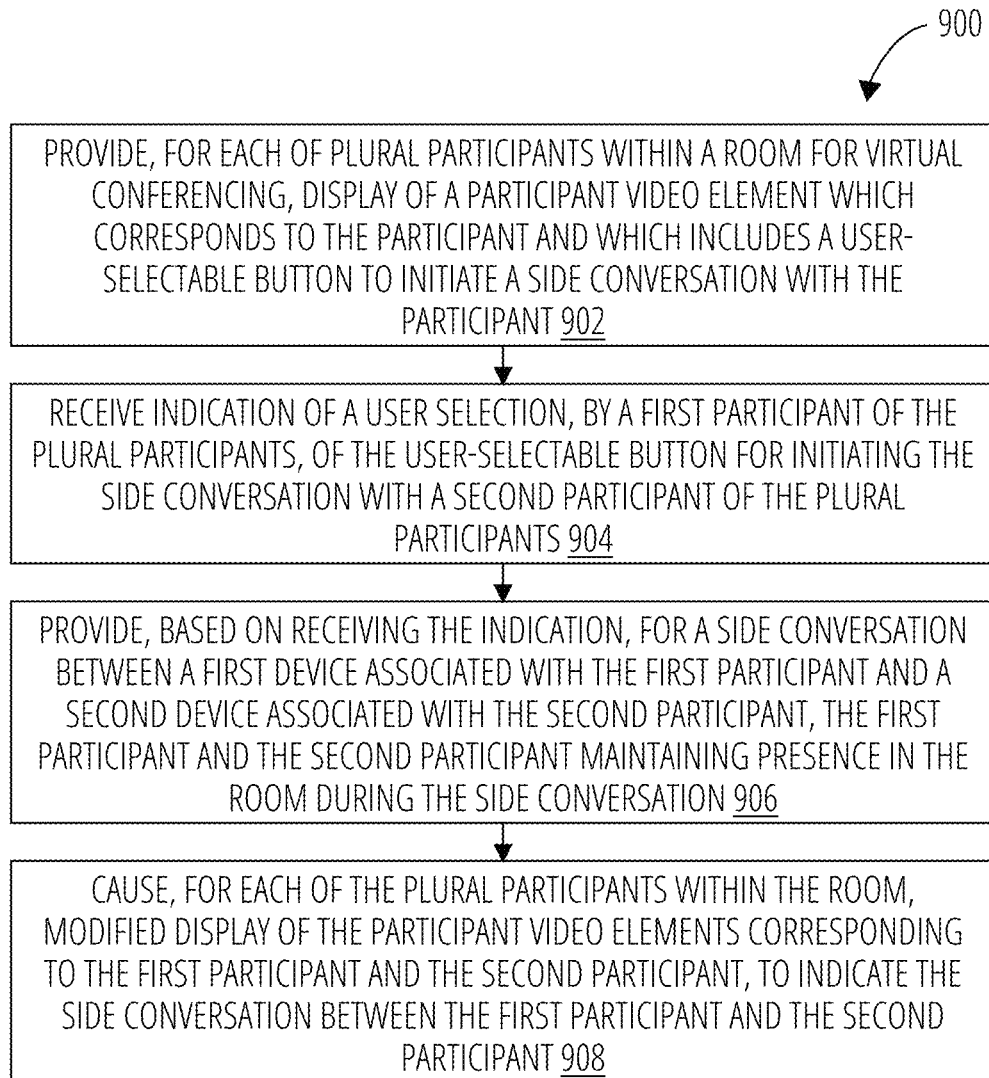 900
PROVIDE, FOR EACH OF PLURAL PARTICIPANTS WITHIN A ROOM FOR VIRTUAL
CONFERENCING, DISPLAY OF A PARTICIPANT VIDEO ELEMENT WHICH
CORRESPONDS TO THE PARTICIPANT AND WHICH INCLUDES A USER-
SELECTABLE BUTTON TO INITIATE A SIDE CONVERSATION WITH THE
PARTICIPANT 902
RECEIVE INDICATION OF A USER SELECTION, BY A FIRST PARTICIPANT OF THE
PLURAL PARTICIPANTS, OF THE USER-SELECTABLE BUTTON FOR INITIATING THE
SIDE CONVERSATION WITH A SECOND PARTICIPANT OF THE PLURAL
PARTICIPANTS 904
PROVIDE, BASED ON RECEIVING THE INDICATION, FOR A SIDE CONVERSATION
BETWEEN A FIRST DEVICE ASSOCIATED WITH THE FIRST PARTICIPANT AND A
SECOND DEVICE ASSOCIATED WITH THE SECOND PARTICIPANT, THE FIRST
PARTICIPANT AND THE SECOND PARTICIPANT MAINTAINING PRESENCE IN THE
ROOM DURING THE SIDE CONVERSATION 906
CAUSE, FOR EACH OF THE PLURAL PARTICIPANTS WITHIN THE ROOM,
MODIFIED DISPLAY OF THE PARTICIPANT VIDEO ELEMENTS CORRESPONDING
TO THE FIRST PARTICIPANT AND THE SECOND PARTICIPANT, TO INDICATE THE
SIDE CONVERSATION BETWEEN THE FIRST PARTICIPANT AND THE SECOND
PARTICIPANT 908